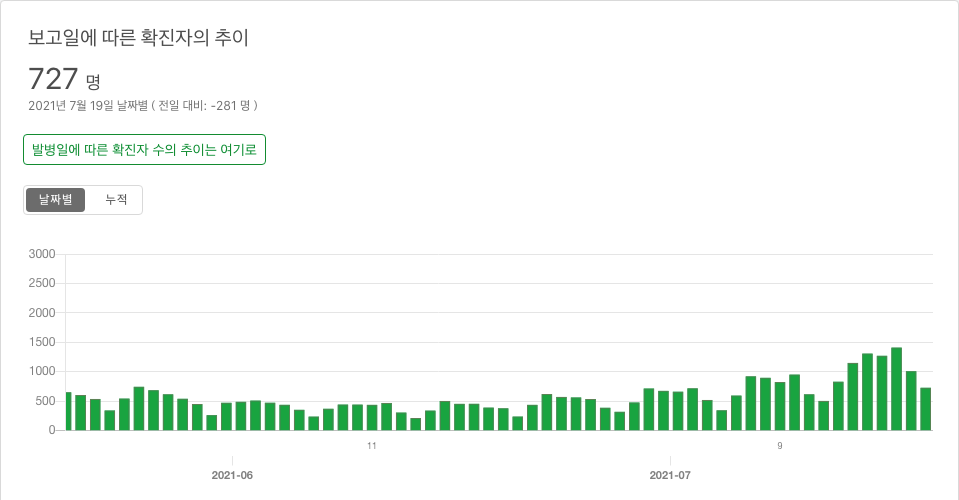 보고일에 따른 확진자의 추이
727 명
2021년 7월 19일 날짜별 ( 전일 대비: -281 명 )
발병일에 따른 확진자 수의 추이는 여기로
날짜별 누적
3000
2500
2000
1500
1000
500
0
11 9
2021-06 2021-07